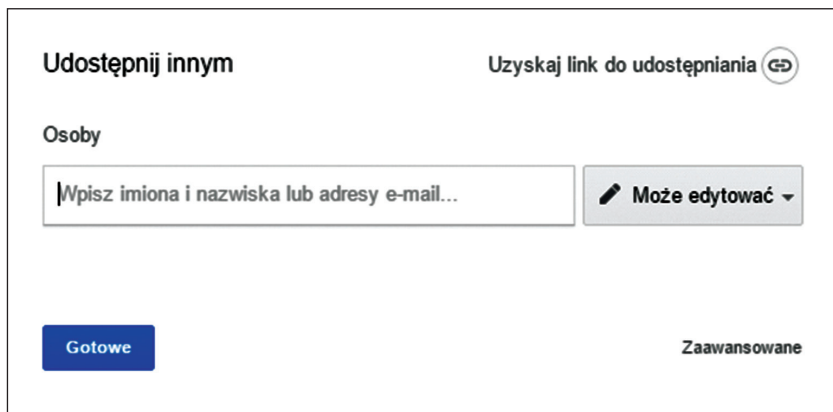 Udostępnij innym
Uzyskaj link do udostępniania
Osoby
Wpisz imiona i nazwiska lub adresy e-mail...
Może edytować
Gotowe
Zaawansowane